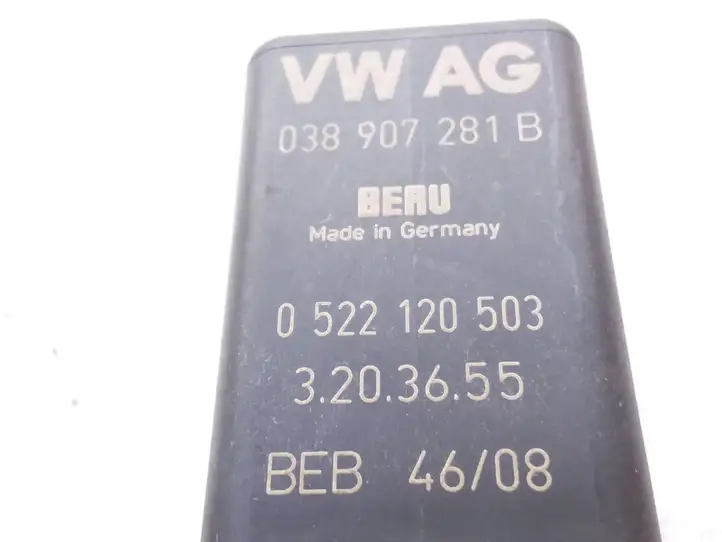 VW AG
038 907 281 B
BERU
Made in Germany
0 522 120 503
3.20.36.55
BEB 46/08